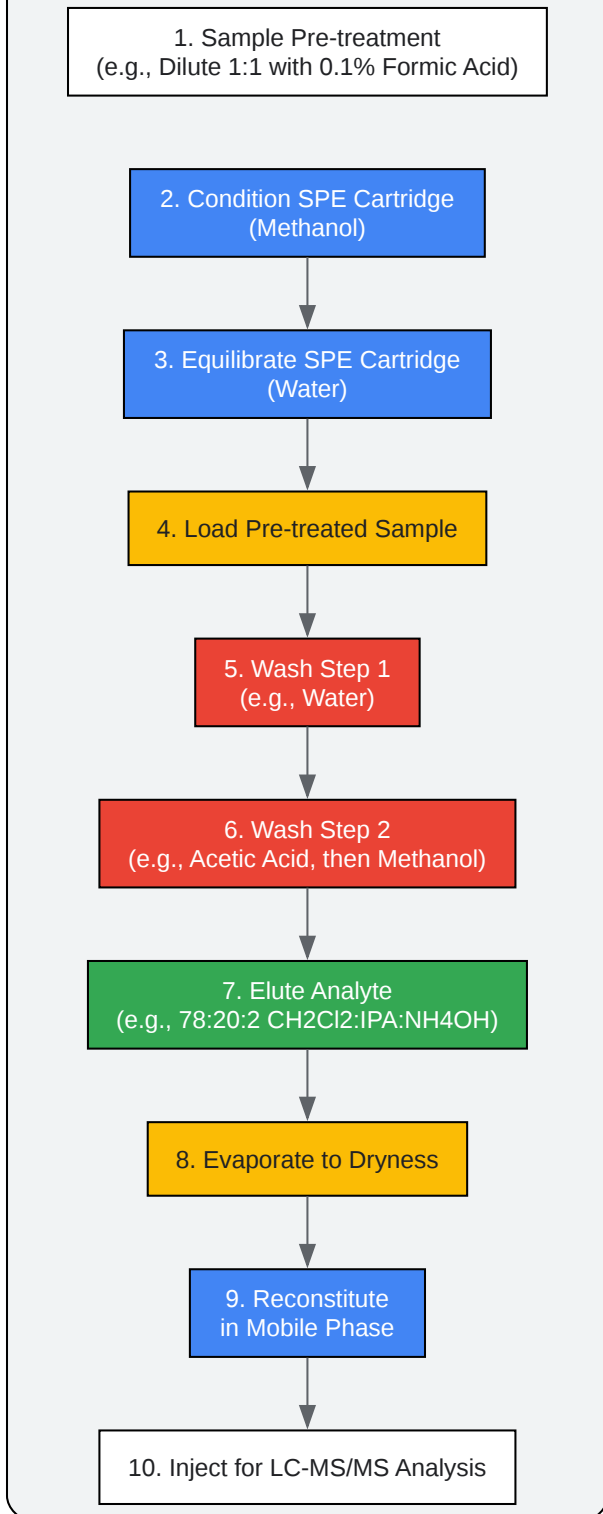 1. Sample Pre-treatment
(e.g., Dilute 1:1 with 0.1% Formic Acid)
2. Condition SPE Cartridge
(Methanol)
3. Equilibrate SPE Cartridge
(Water)
4. Load Pre-treated Sample
5. Wash Step 1
(e.g., Water)
6. Wash Step 2
(e.g., Acetic Acid, then Methanol)
7. Elute Analyte
(e.g., 78:20:2 CH2Cl2:IPA:NH4OH)
8. Evaporate to Dryness
9. Reconstitute
in Mobile Phase
10. Inject for LC-MS/MS Analysis